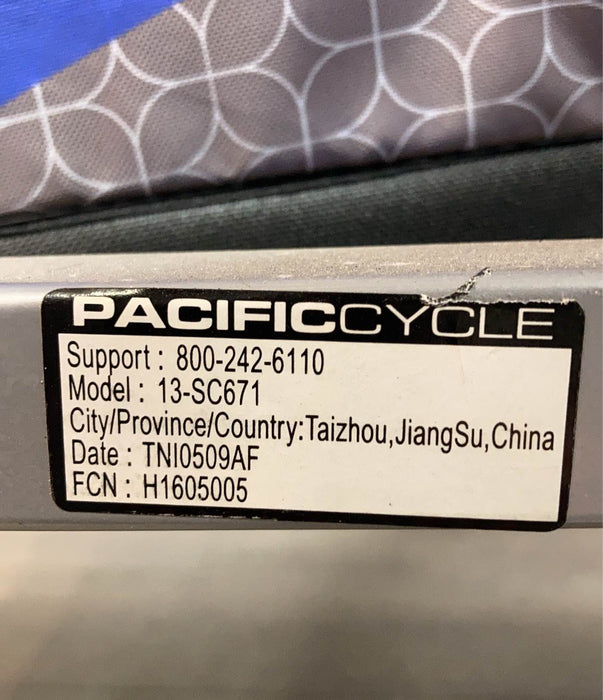 PACIFICCYCLE
Support : 800-242-6110
Model : 13-SC671
City/Province/Country:Taizhou,JiangSu,China
Date : TNI0509AF
FCN : H1605005